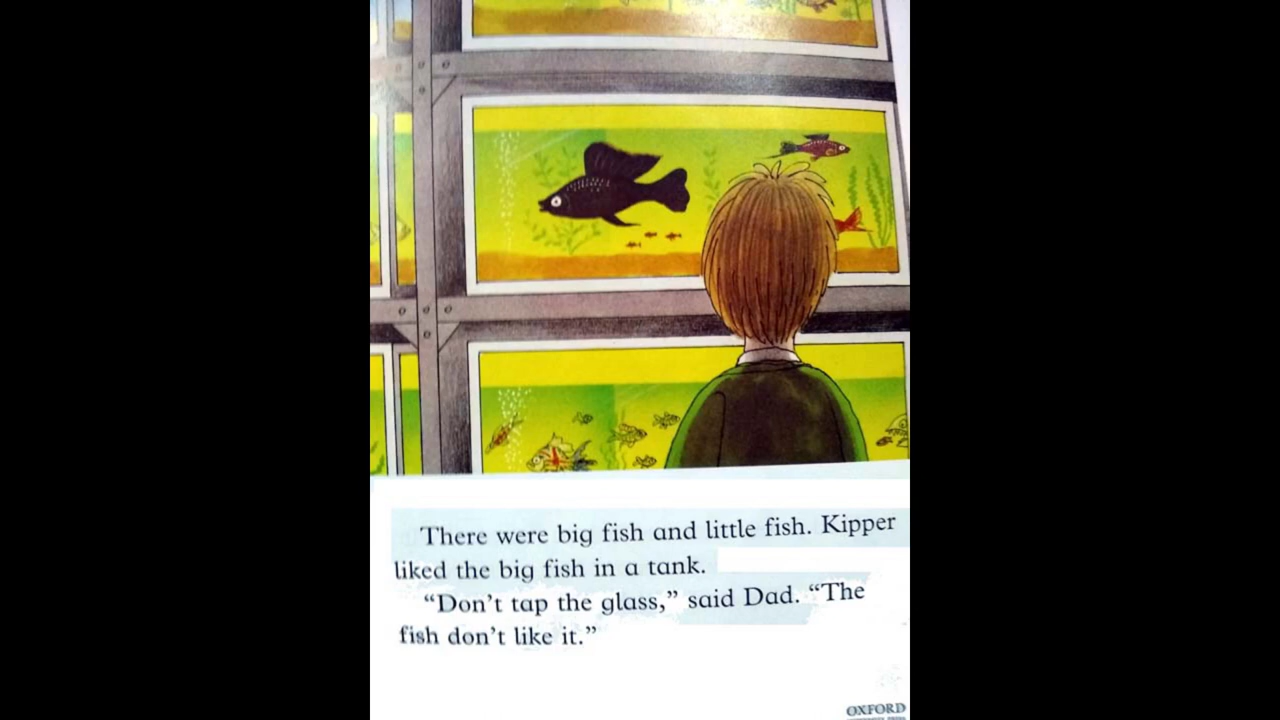 There were big fish and little fish. Kipper
liked the big fish in a tank.
“Don’t tap the glass,” said Dad. “The
fish don’t like it.”
OXFORD